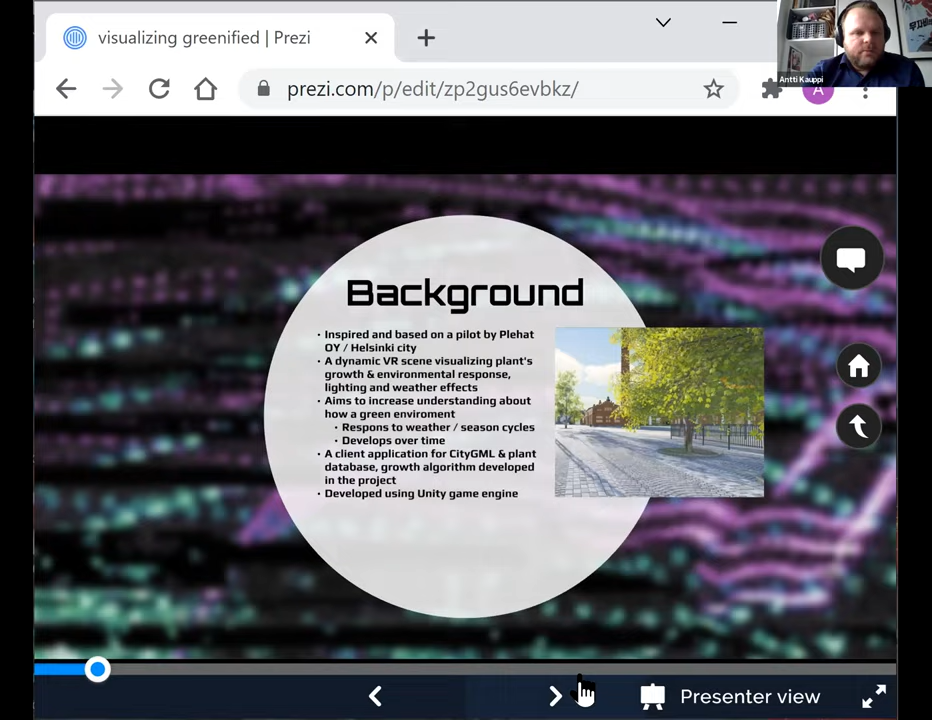 visualizing greenified | Prezi
prezi.com/p/edit/zp2gus6evbkz/
A
Antti Kauppi
Background
• Inspired and based on a pilot by Plehat
OY / Helsinki city
• A dynamic VR scene visualizing plant's
growth & environmental response,
lighting and weather effects
• Aims to increase understanding about
how a green enviroment
• Respons to weather / season cycles
• Develops over time
• A client application for CityGML & plant
database, growth algorithm developed
in the project
• Developed using Unity game engine
Presenter view